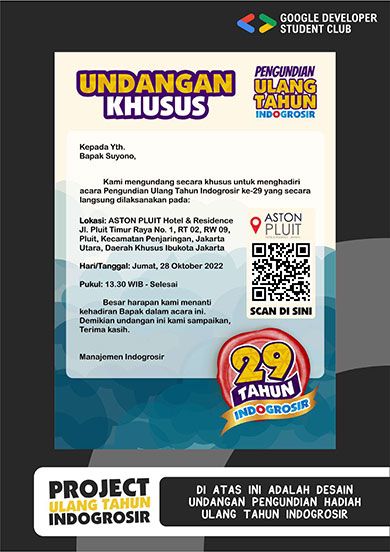 GOOGLE DEVELOPER
STUDENT CLUB
UNDANGAN
KHUSUS
PENGUNDIAN
ULANG
TAHUN
INDOGROSIR
Kepada Yth.
Bapak Suyono,
Kami mengundang secara khusus untuk menghadiri
acara Pengundian Ulang Tahun Indogrosir ke-29 yang secara
langsung dilaksanakan pada:
Lokasi: ASTON PLUIT Hotel & Residence
Jl. Pluit Timur Raya No. 1, RT 02, RW 09,
Pluit, Kecamatan Penjaringan, Jakarta
Utara, Daerah Khusus Ibukota Jakarta
Hari/Tanggal: Jumat, 28 Oktober 2022
Pukul: 13.30 WIB - Selesai
Besar harapan kami menanti
kehadiran Bapak dalam acara ini.
Demikian undangan ini kami sampaikan,
Terima kasih.
Manajemen Indogrosir
ASTON
PLUIT
SCAN DI SINI
29
TAHUN
INDOGROSIR
PROJECT
ULANG TAHUN
INDOGROSIR
DI ATAS INI ADALAH DESAIN
UNDANGAN PENGUNDIAN HADIAH
ULANG TAHUN INDOGROSIR